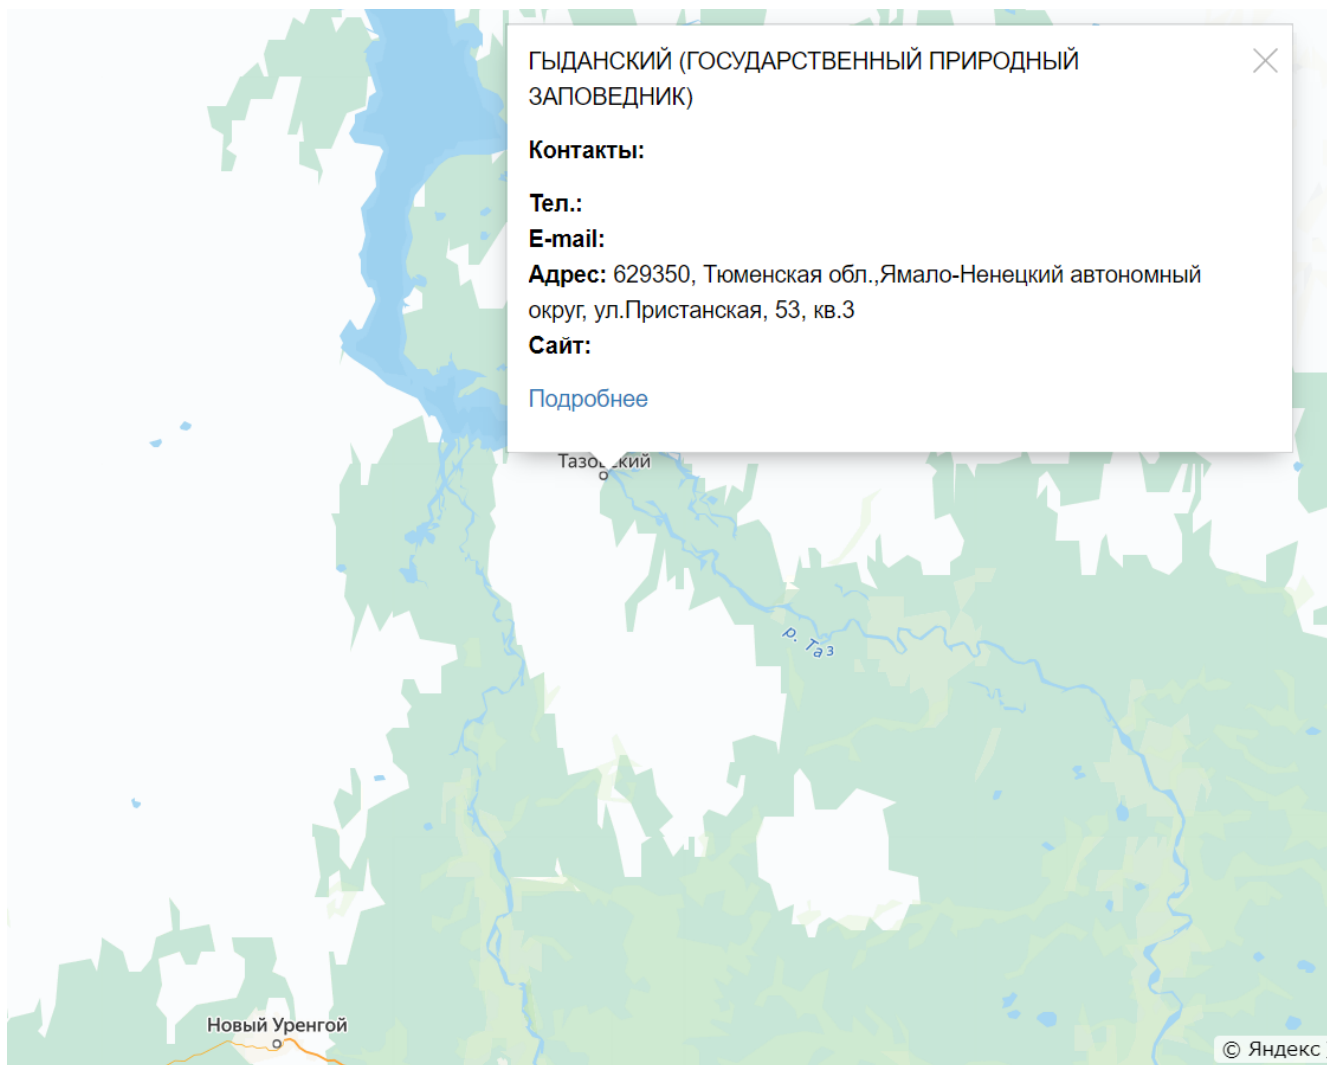 ГЫДАНСКИЙ (ГОСУДАРСТВЕННЫЙ ПРИРОДНЫЙ
ЗАПОВЕДНИК)
Контакты:
Тел.:
E-mail:
Адрес: 629350, Тюменская обл.,Ямало-Ненецкий автономный
округ, ул.Пристанская, 53, кв.3
Сайт:
Подробнее
Тазовский
р. Таз
Новый Уренгой
© Яндекс